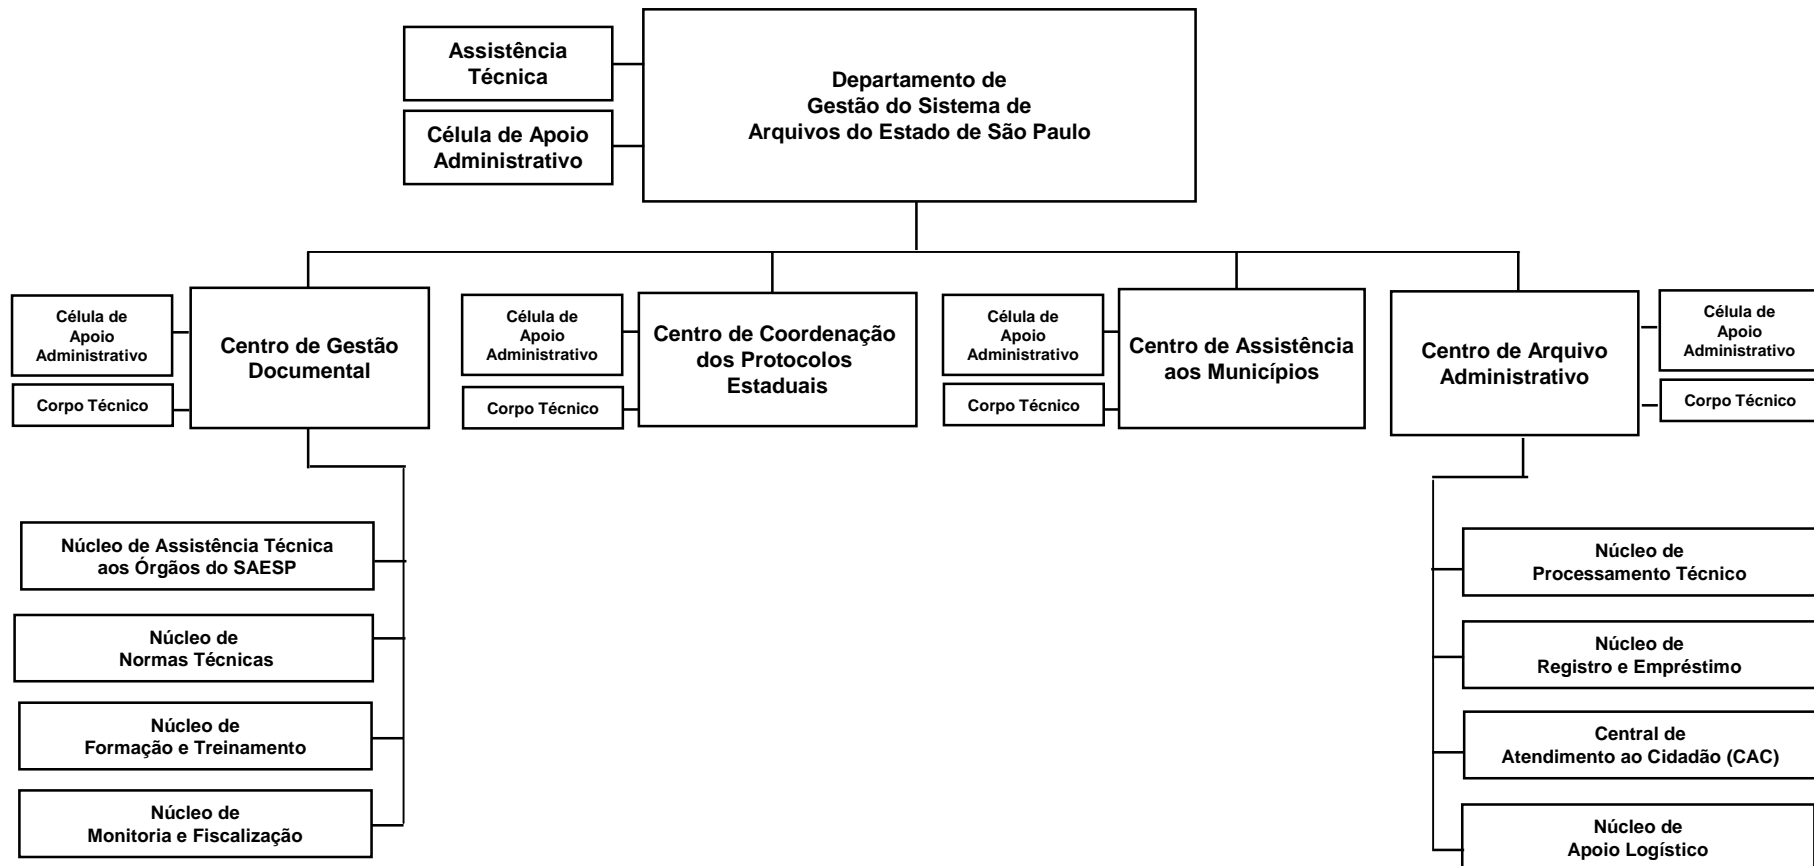 Assistência
Técnica
Departamento de
Gestão do Sistema de
Arquivos do Estado de São Paulo
Célula de Apoio
Administrativo
Célula de
Apoio
Administrativo
Corpo Técnico
Centro de Gestão
Documental
Célula de
Apoio
Administrativo
Corpo Técnico
Centro de Coordenação
dos Protocolos
Estaduais
Célula de
Apoio
Administrativo
Corpo Técnico
Centro de Assistência
aos Municípios
Centro de Arquivo
Administrativo
Célula de
Apoio
Administrativo
Corpo Técnico
Núcleo de Assistência Técnica
aos Órgãos do SAESP
Núcleo de
Normas Técnicas
Núcleo de
Formação e Treinamento
Núcleo de
Monitoria e Fiscalização
Núcleo de
Processamento Técnico
Núcleo de
Registro e Empréstimo
Central de
Atendimento ao Cidadão (CAC)
Núcleo de
Apoio Logístico